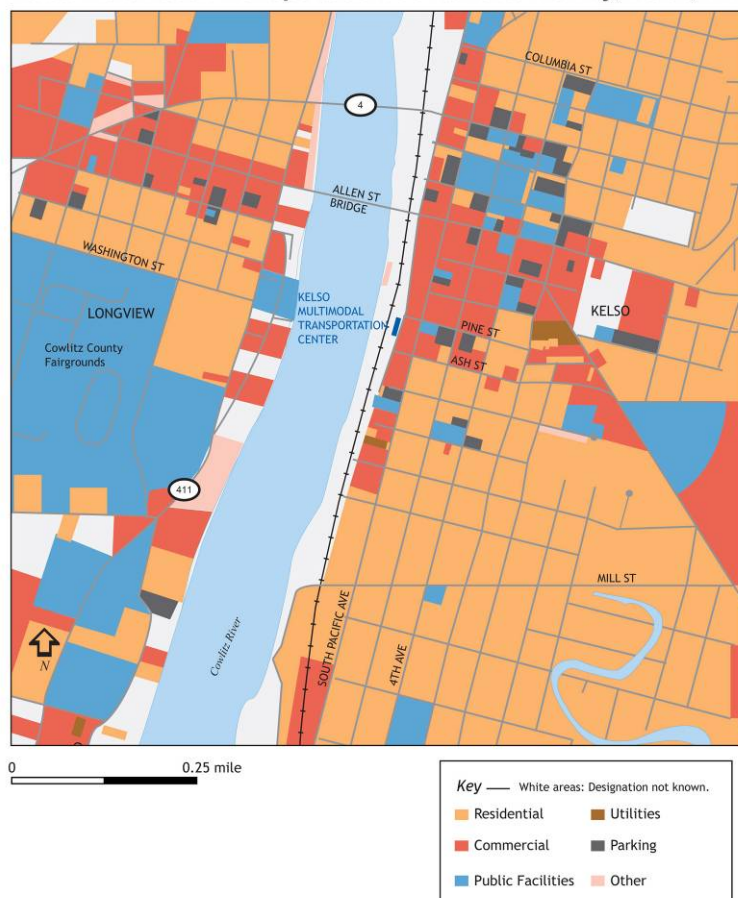 COLUMBIA ST
4
ALLEN ST
BRIDGE
WASHINGTON ST
KELSO
MULTIMODAL
TRANSPORTATION
CENTER
LONGVIEW
KELSO
Cowlitz County
Fairgrounds
PINE ST
ASH ST
411
MILL ST
Cowlitz River
SOUTH PACIFIC AVE
4TH AVE
N
0 0.25 mile
Key — White areas: Designation not known.
Residential Utilities
Commercial Parking
Public Facilities Other